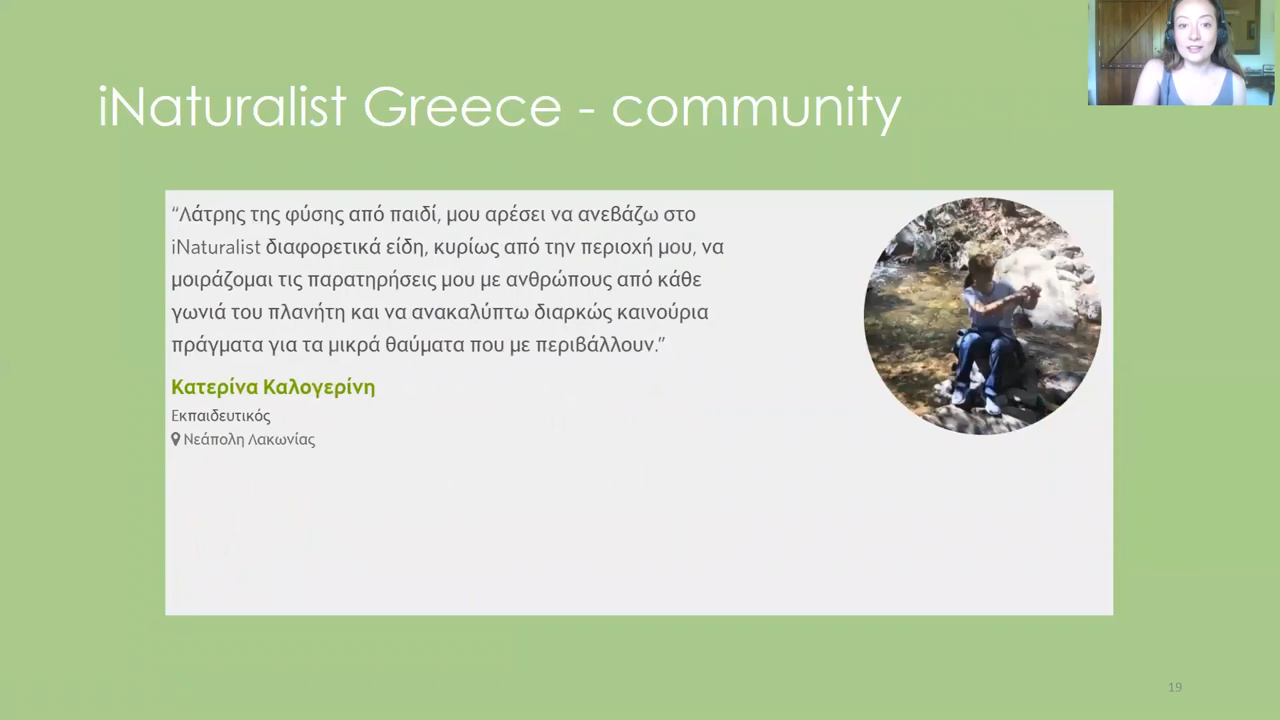 iNaturalist Greece - community
“Λάτρης της φύσης από παιδί, μου αρέσει να ανεβάζω στο
iNaturalist διαφορετικά είδη, κυρίως από την περιοχή μου, να
μοιράζομαι τις παρατηρήσεις μου με ανθρώπους από κάθε
γωνιά του πλανήτη και να ανακαλύπτω διαρκώς καινούρια
πράγματα για τα μικρά θαύματα που με περιβάλλουν.”
Κατερίνα Καλογερίνη
Εκπαιδευτικός
Νεάπολη Λακωνίας
19